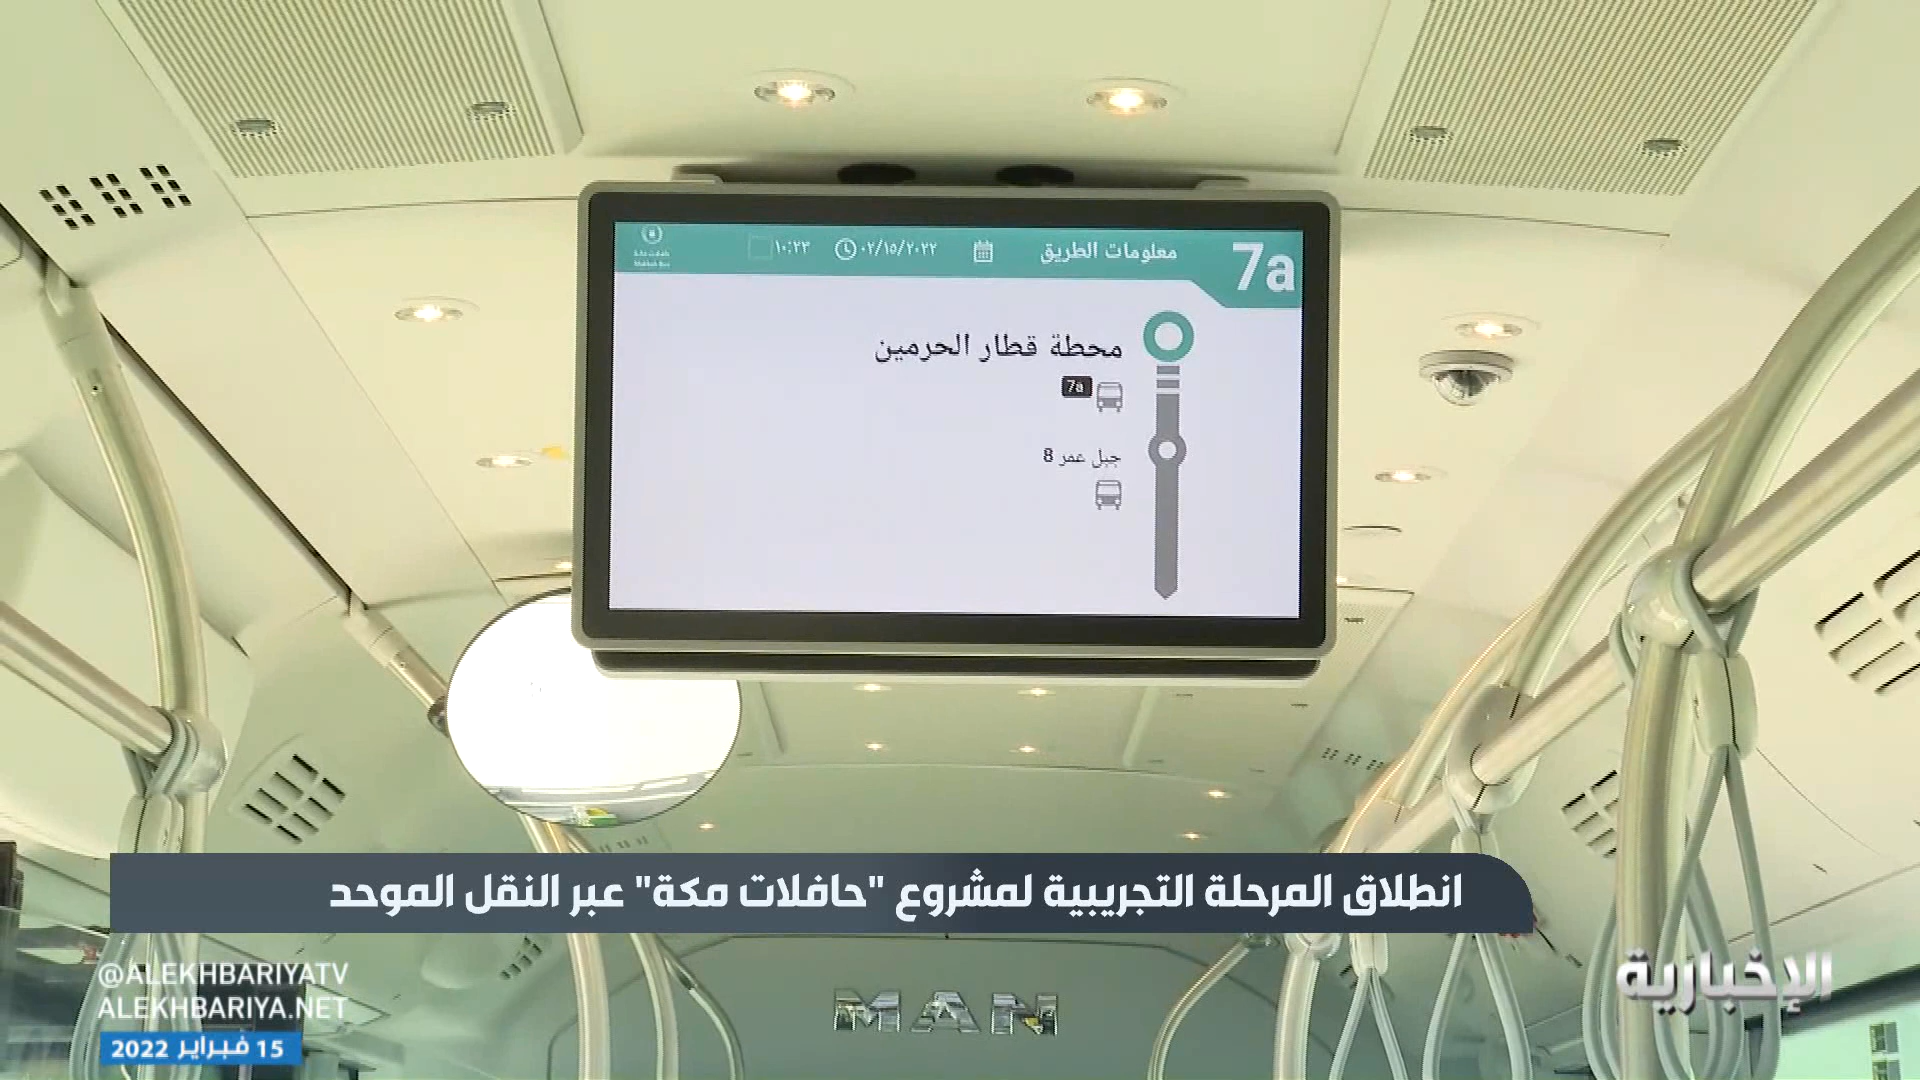 7a
معلومات الطريق
٠٢/١٥/٢٠٢٢
١٠:٢٣
محطة قطار الحرمين
7a
جبل عمر 8
انطلاق المرحلة التجريبية لمشروع "حافلات مكة" عبر النقل الموحد
@ALEKHBARIYATV
ALEKHBARIYA.NET
15 فبراير 2022
الإخبارية
MAN